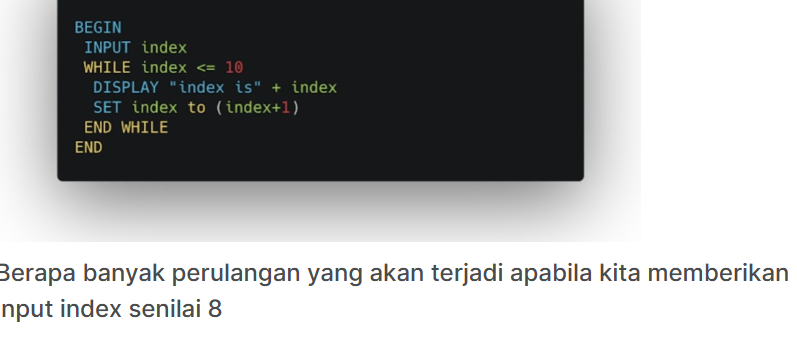 BEGIN
INPUT index
WHILE index <= 10
DISPLAY "index is" + index
SET index to (index+1)
END WHILE
END
Berapa banyak perulangan yang akan terjadi apabila kita memberikan
nput index senilai 8